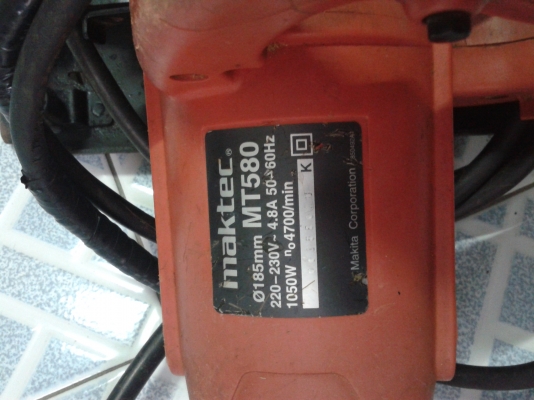 maktec®
Ø185mm MT580
220-230V~ 4.8A 50-60Hz
1050W n₀4700/min
K
Makita Corporation